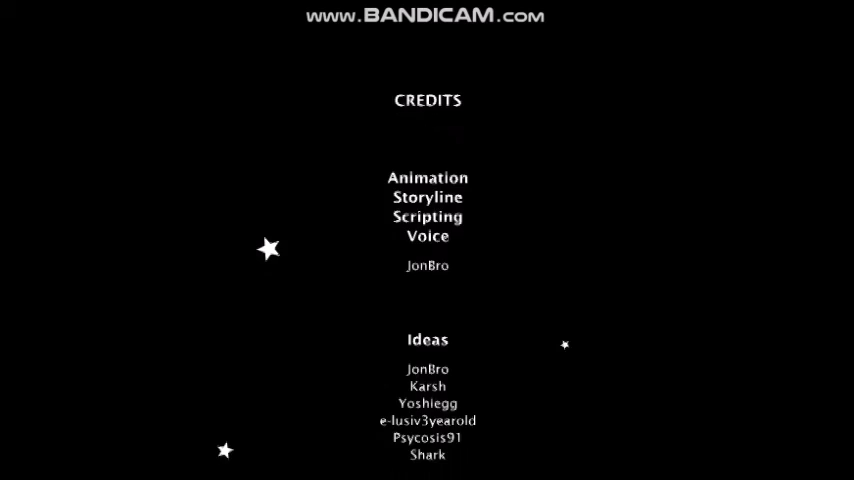 www.BANDICAM.com
CREDITS
Animation
Storyline
Scripting
Voice
JonBro
Ideas
JonBro
Karsh
Yoshiegg
e-lusiv3yearold
Psycosis91
Shark